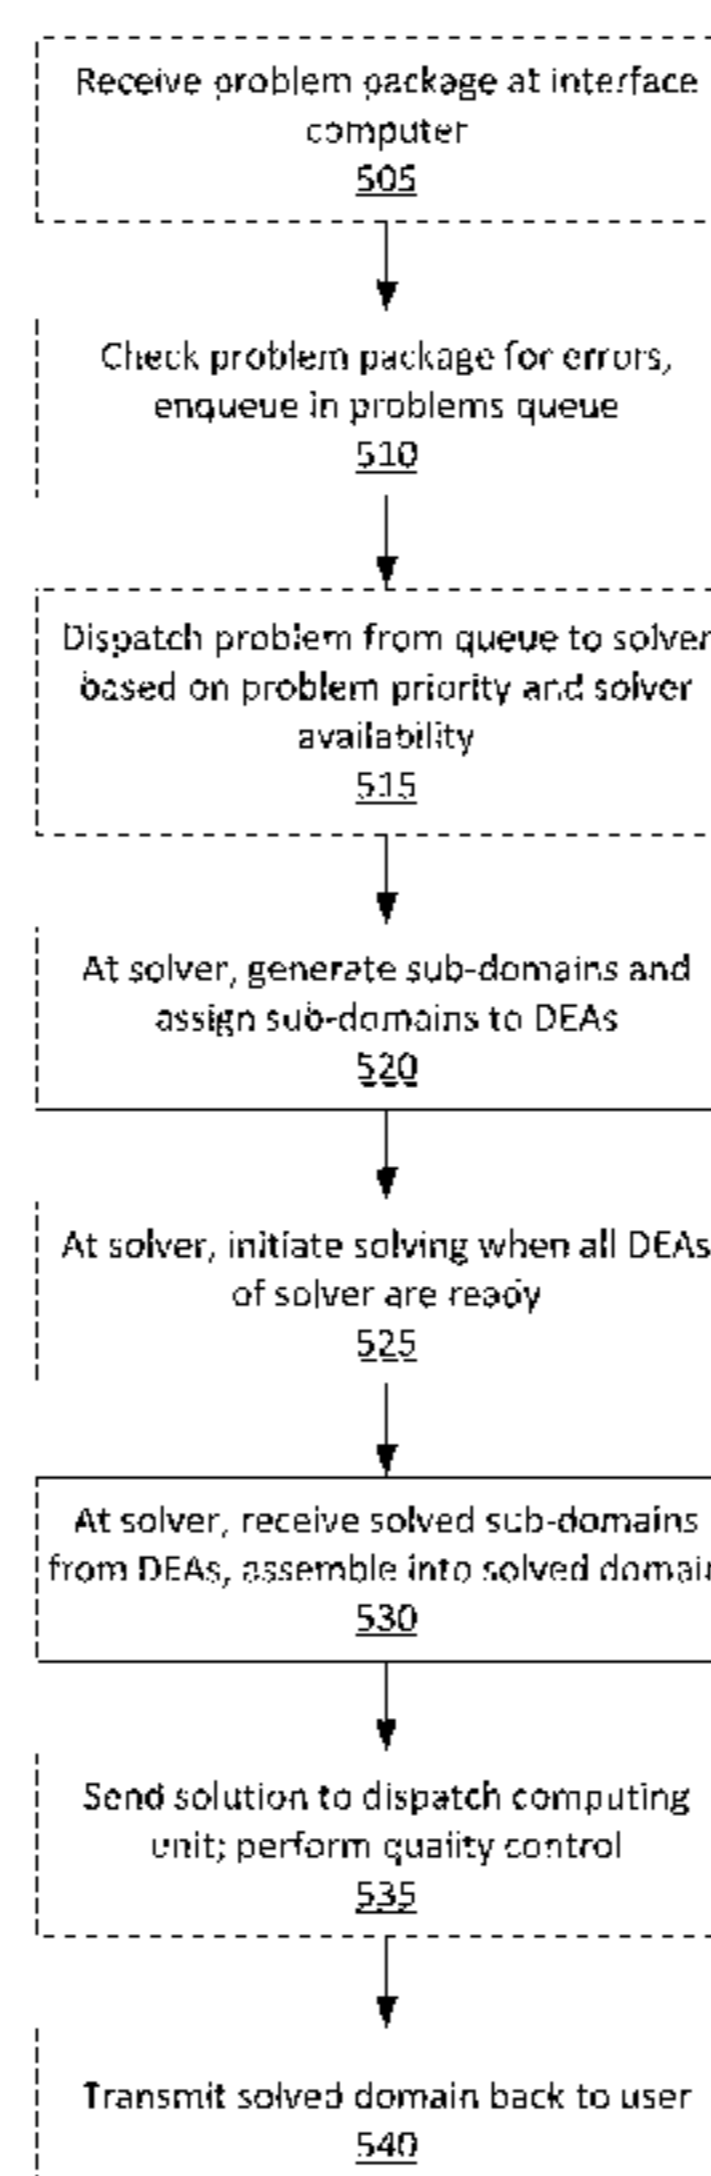 Receive problem package at interface
computer
505
Check problem package for errors,
enqueue in problems queue
510
Dispatch problem from queue to solver
based on problem priority and solver
availability
515
At solver, generate sub-domains and
assign sub-domains to DEAs
520
At solver, initiate solving when all DEAs
of solver are ready
525
At solver, receive solved sub-domains
from DEAs, assemble into solved domain
530
Send solution to dispatch computing
unit; perform quality control
535
Transmit solved domain back to user
540